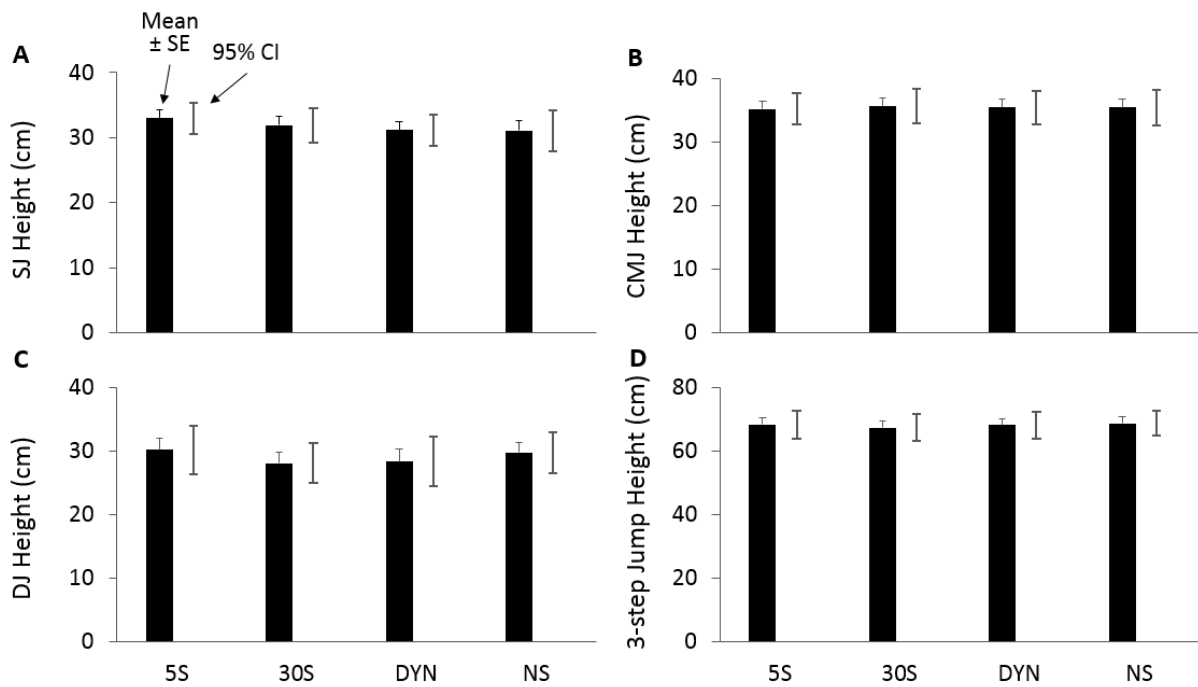 Mean
± SE
95% CI
A
40
30
20
10
0
SJ Height (cm)
B
40
30
20
10
0
CMJ Height (cm)
C
40
30
20
10
0
DJ Height (cm)
5S 30S DYN NS
D
80
60
40
20
0
3-step Jump Height (cm)
5S 30S DYN NS